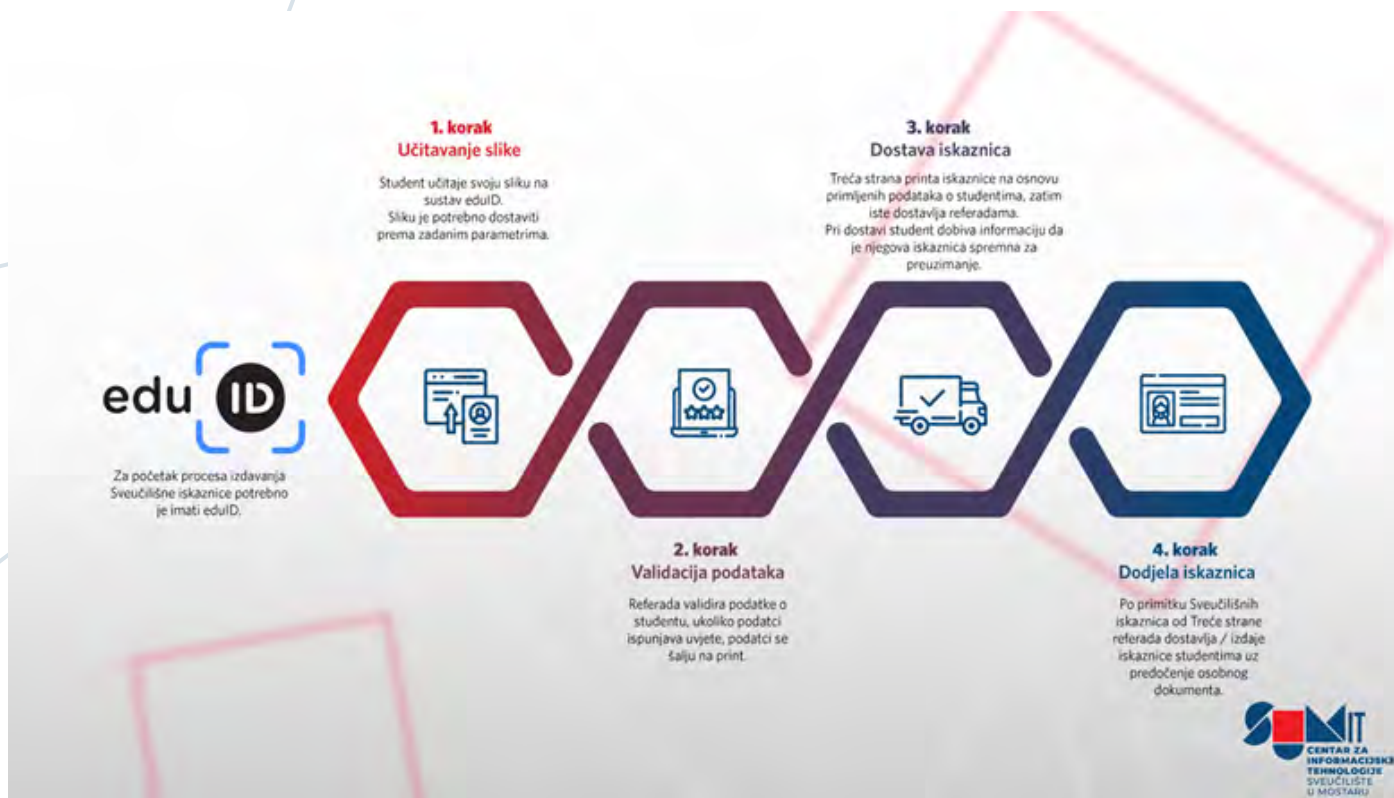 edu ID
Za početak procesa izdavanja
Sveučilišne iskaznice potrebno
je imati eduID.
1. korak
Učitavanje slike
Student učitaje svoju sliku na
sustav eduID.
Sliku je potrebno dostaviti
prema zadanim parametrima.
2. korak
Validacija podataka
Referada validira podatke o
studentu, ukoliko podatci
ispunjava uvjete, podatci se
šalju na print.
3. korak
Dostava iskaznica
Treća strana printa iskaznice na osnovu
primljenih podataka o studentima, zatim
iste dostavlja referadama.
Pri dostavi student dobiva informaciju da
je njegova iskaznica spremna za
preuzimanje.
4. korak
Dodjela iskaznica
Po primitku Sveučilišnih
iskaznica od Treće strane
referada dostavlja / izdaje
iskaznice studentima uz
predočenje osobnog
dokumenta.
SUMIT
CENTAR ZA
INFORMACIJSKE
TEHNOLOGIJE
SVEUČILIŠTE
U MOSTARU